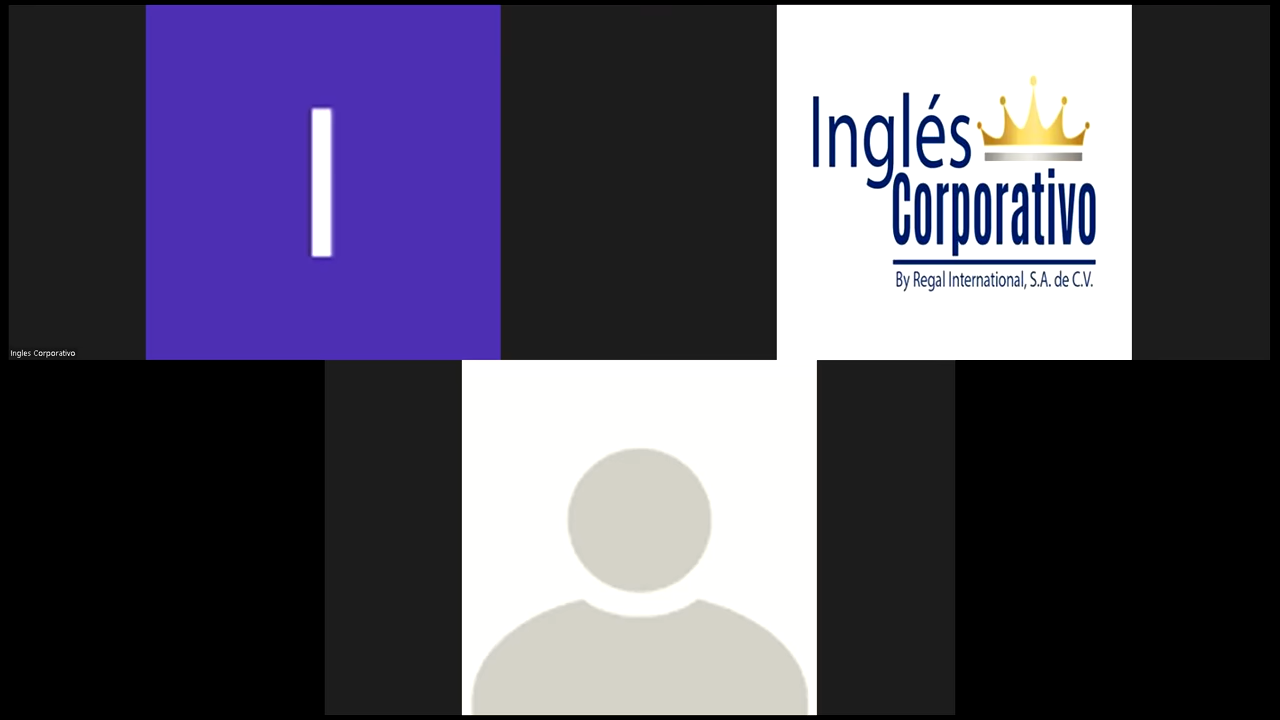 I
Inglés
Corporativo
By Regal International, S.A. de C.V.
Ingles Corporativo